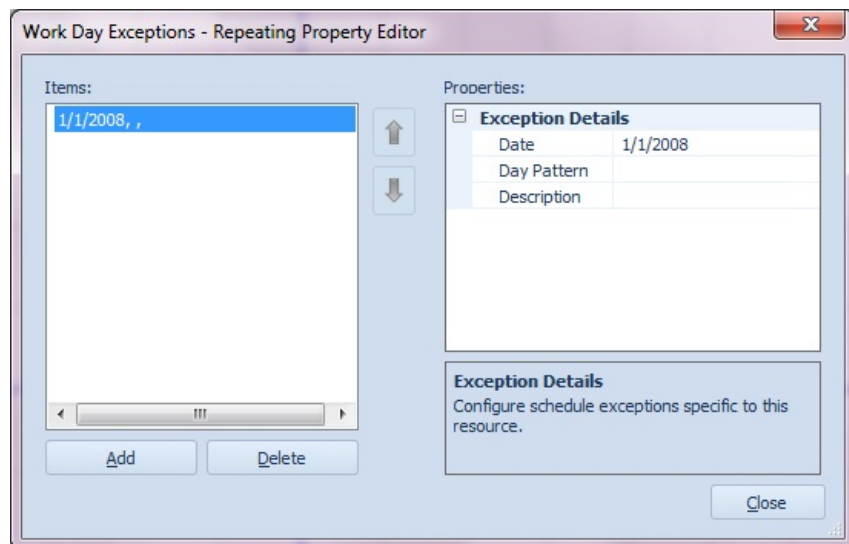 Work Day Exceptions - Repeating Property Editor
Items:
1/1/2008, ,
Add
Delete
Properties:
Exception Details
Date 1/1/2008
Day Pattern
Description
Exception Details
Configure schedule exceptions specific to this
resource.
Close